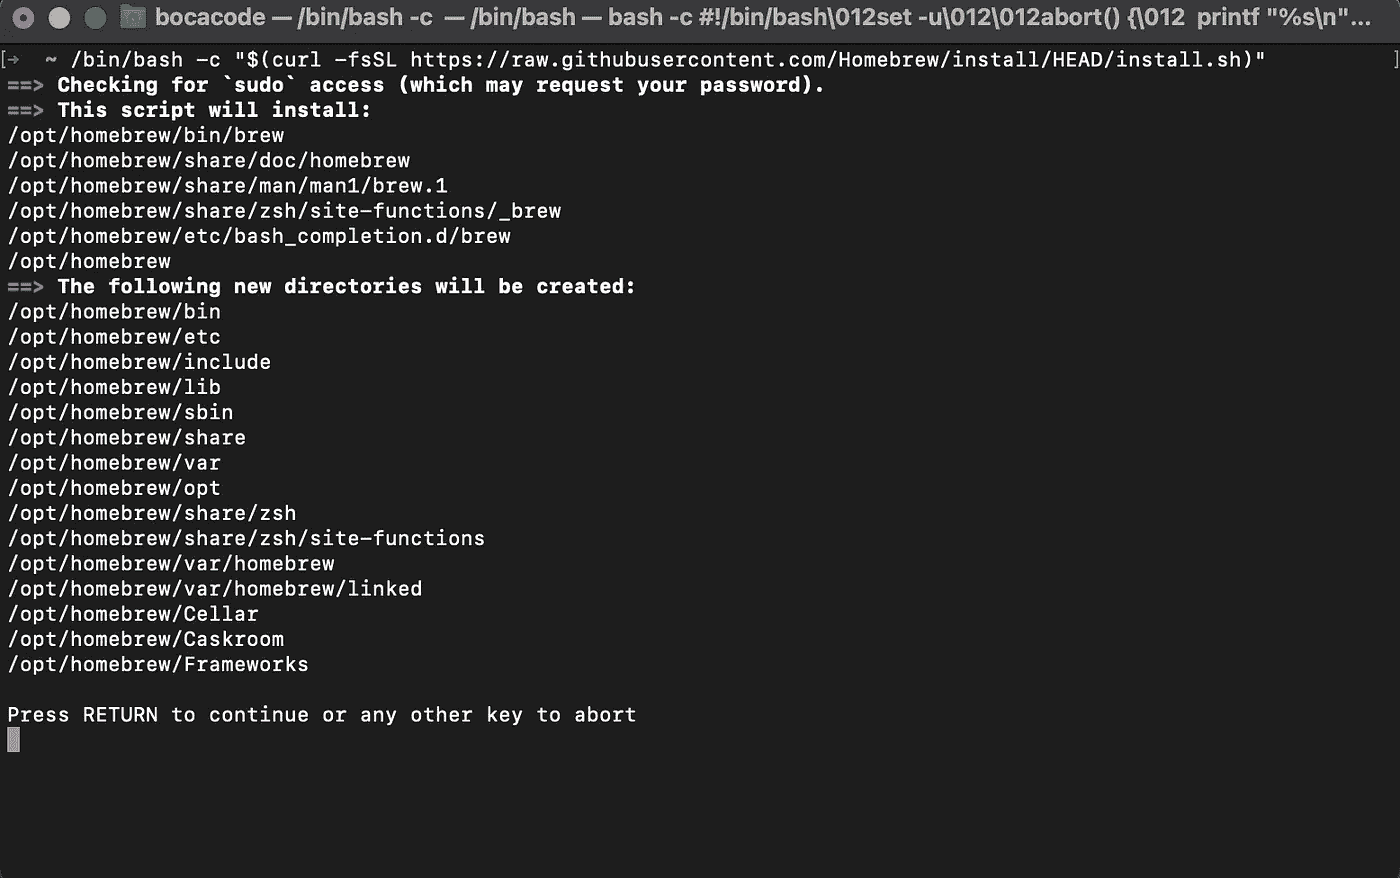 bocacode — /bin/bash -c  — /bin/bash — bash -c #!/bin/bash\012set -u\012\012abort() {\012  printf "%s\n"...
[→  ~ /bin/bash -c "$(curl -fsSL https://raw.githubusercontent.com/Homebrew/install/HEAD/install.sh)" ]
==> Checking for `sudo` access (which may request your password).
==> This script will install:
/opt/homebrew/bin/brew
/opt/homebrew/share/doc/homebrew
/opt/homebrew/share/man/man1/brew.1
/opt/homebrew/share/zsh/site-functions/_brew
/opt/homebrew/etc/bash_completion.d/brew
/opt/homebrew
==> The following new directories will be created:
/opt/homebrew/bin
/opt/homebrew/etc
/opt/homebrew/include
/opt/homebrew/lib
/opt/homebrew/sbin
/opt/homebrew/share
/opt/homebrew/var
/opt/homebrew/opt
/opt/homebrew/share/zsh
/opt/homebrew/share/zsh/site-functions
/opt/homebrew/var/homebrew
/opt/homebrew/var/homebrew/linked
/opt/homebrew/Cellar
/opt/homebrew/Caskroom
/opt/homebrew/Frameworks
Press RETURN to continue or any other key to abort